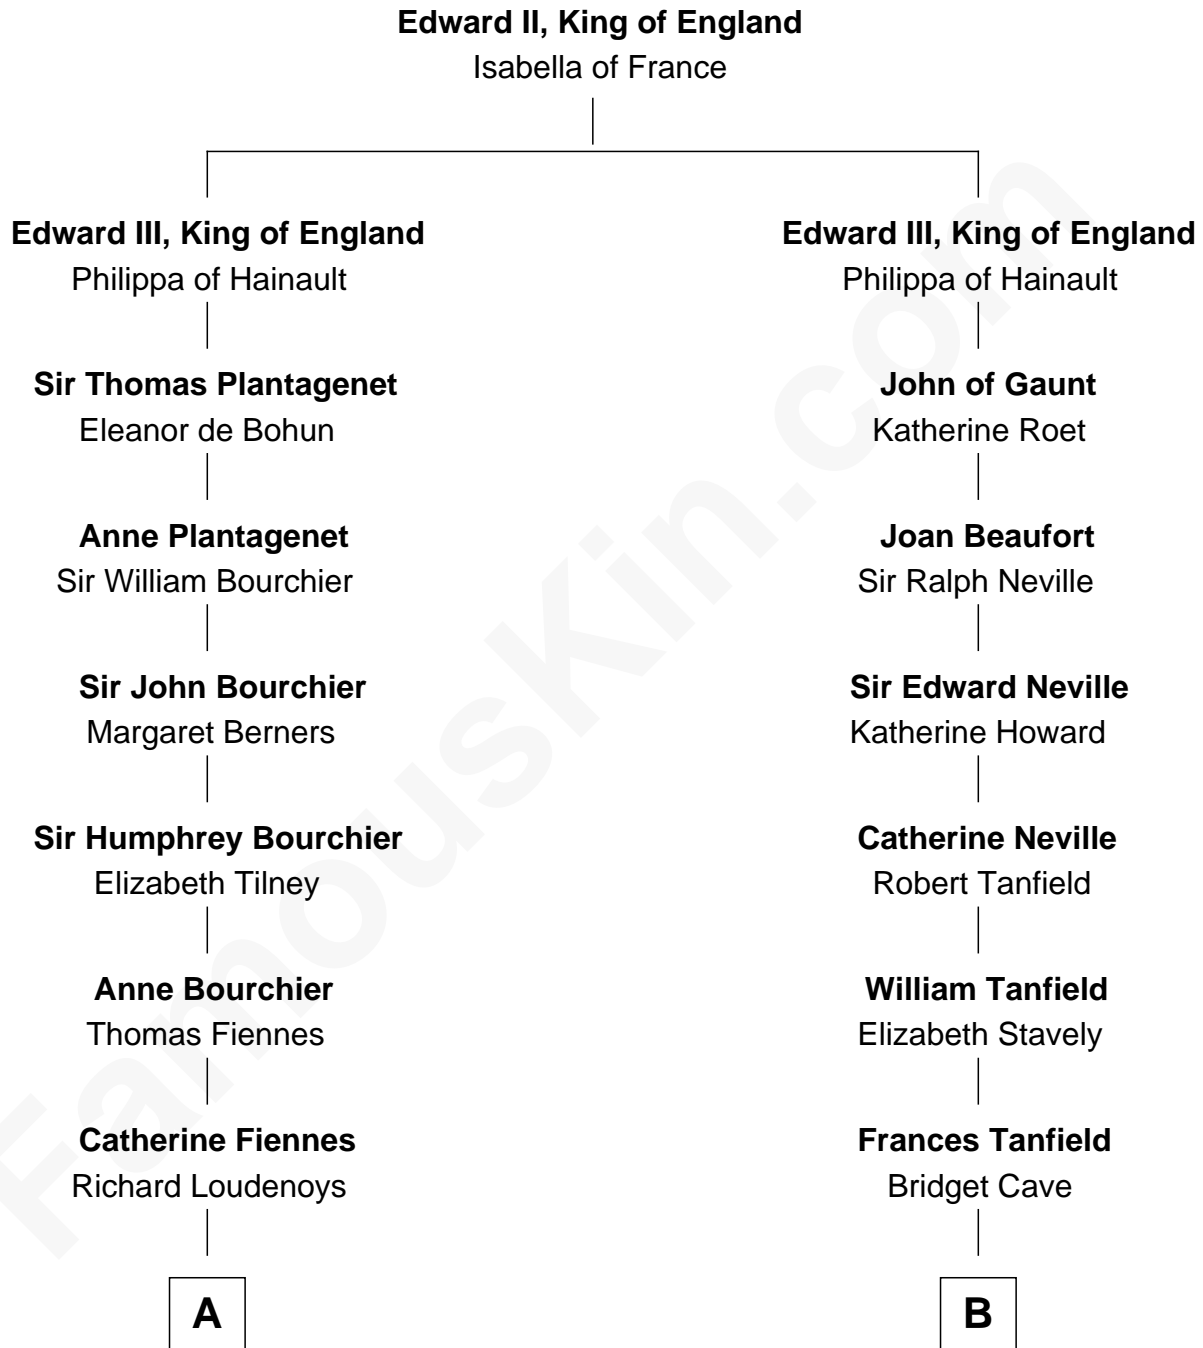 Edward II, King of England
Isabella of France
Edward III, King of England
Philippa of Hainault
Sir Thomas Plantagenet
Eleanor de Bohun
Anne Plantagenet
Sir William Bourchier
Sir John Bourchier
Margaret Berners
Sir Humphrey Bourchier
Elizabeth Tilney
Anne Bourchier
Thomas Fiennes
Catherine Fiennes
Richard Loudenoys
A
Edward III, King of England
Philippa of Hainault
John of Gaunt
Katherine Roet
Joan Beaufort
Sir Ralph Neville
Sir Edward Neville
Katherine Howard
Catherine Neville
Robert Tanfield
William Tanfield
Elizabeth Stavely
Frances Tanfield
Bridget Cave
B
FamousKin.com